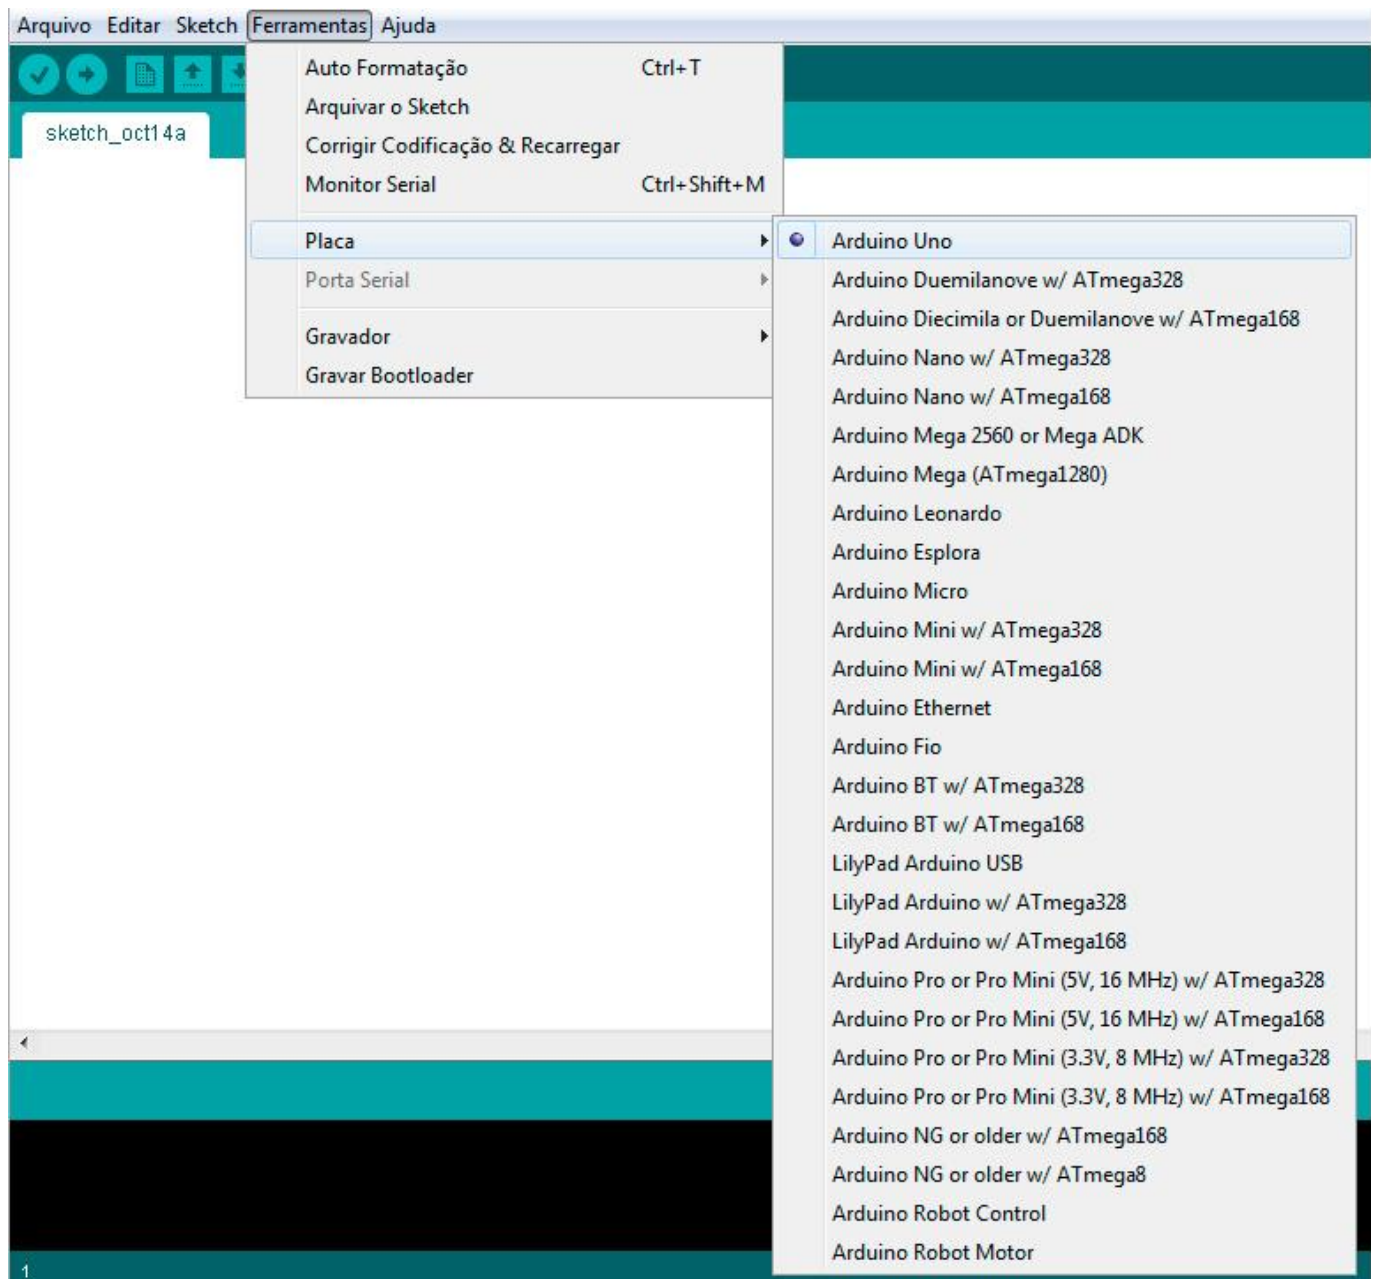 Arquivo Editar Sketch Ferramentas Ajuda
Auto Formatação Ctrl+T
Arquivar o Sketch
sketch_oct14a
Corrigir Codificação & Recarregar
Monitor Serial Ctrl+Shift+M
Placa
Porta Serial
Gravador
Gravar Bootloader
Arduino Uno
Arduino Duemilanove w/ ATmega328
Arduino Diecimila or Duemilanove w/ ATmega168
Arduino Nano w/ ATmega328
Arduino Nano w/ ATmega168
Arduino Mega 2560 or Mega ADK
Arduino Mega (ATmega1280)
Arduino Leonardo
Arduino Esplora
Arduino Micro
Arduino Mini w/ ATmega328
Arduino Mini w/ ATmega168
Arduino Ethernet
Arduino Fio
Arduino BT w/ ATmega328
Arduino BT w/ ATmega168
LilyPad Arduino USB
LilyPad Arduino w/ ATmega328
LilyPad Arduino w/ ATmega168
Arduino Pro or Pro Mini (5V, 16 MHz) w/ ATmega328
Arduino Pro or Pro Mini (5V, 16 MHz) w/ ATmega168
Arduino Pro or Pro Mini (3.3V, 8 MHz) w/ ATmega328
Arduino Pro or Pro Mini (3.3V, 8 MHz) w/ ATmega168
Arduino NG or older w/ ATmega168
Arduino NG or older w/ ATmega8
Arduino Robot Control
Arduino Robot Motor
1